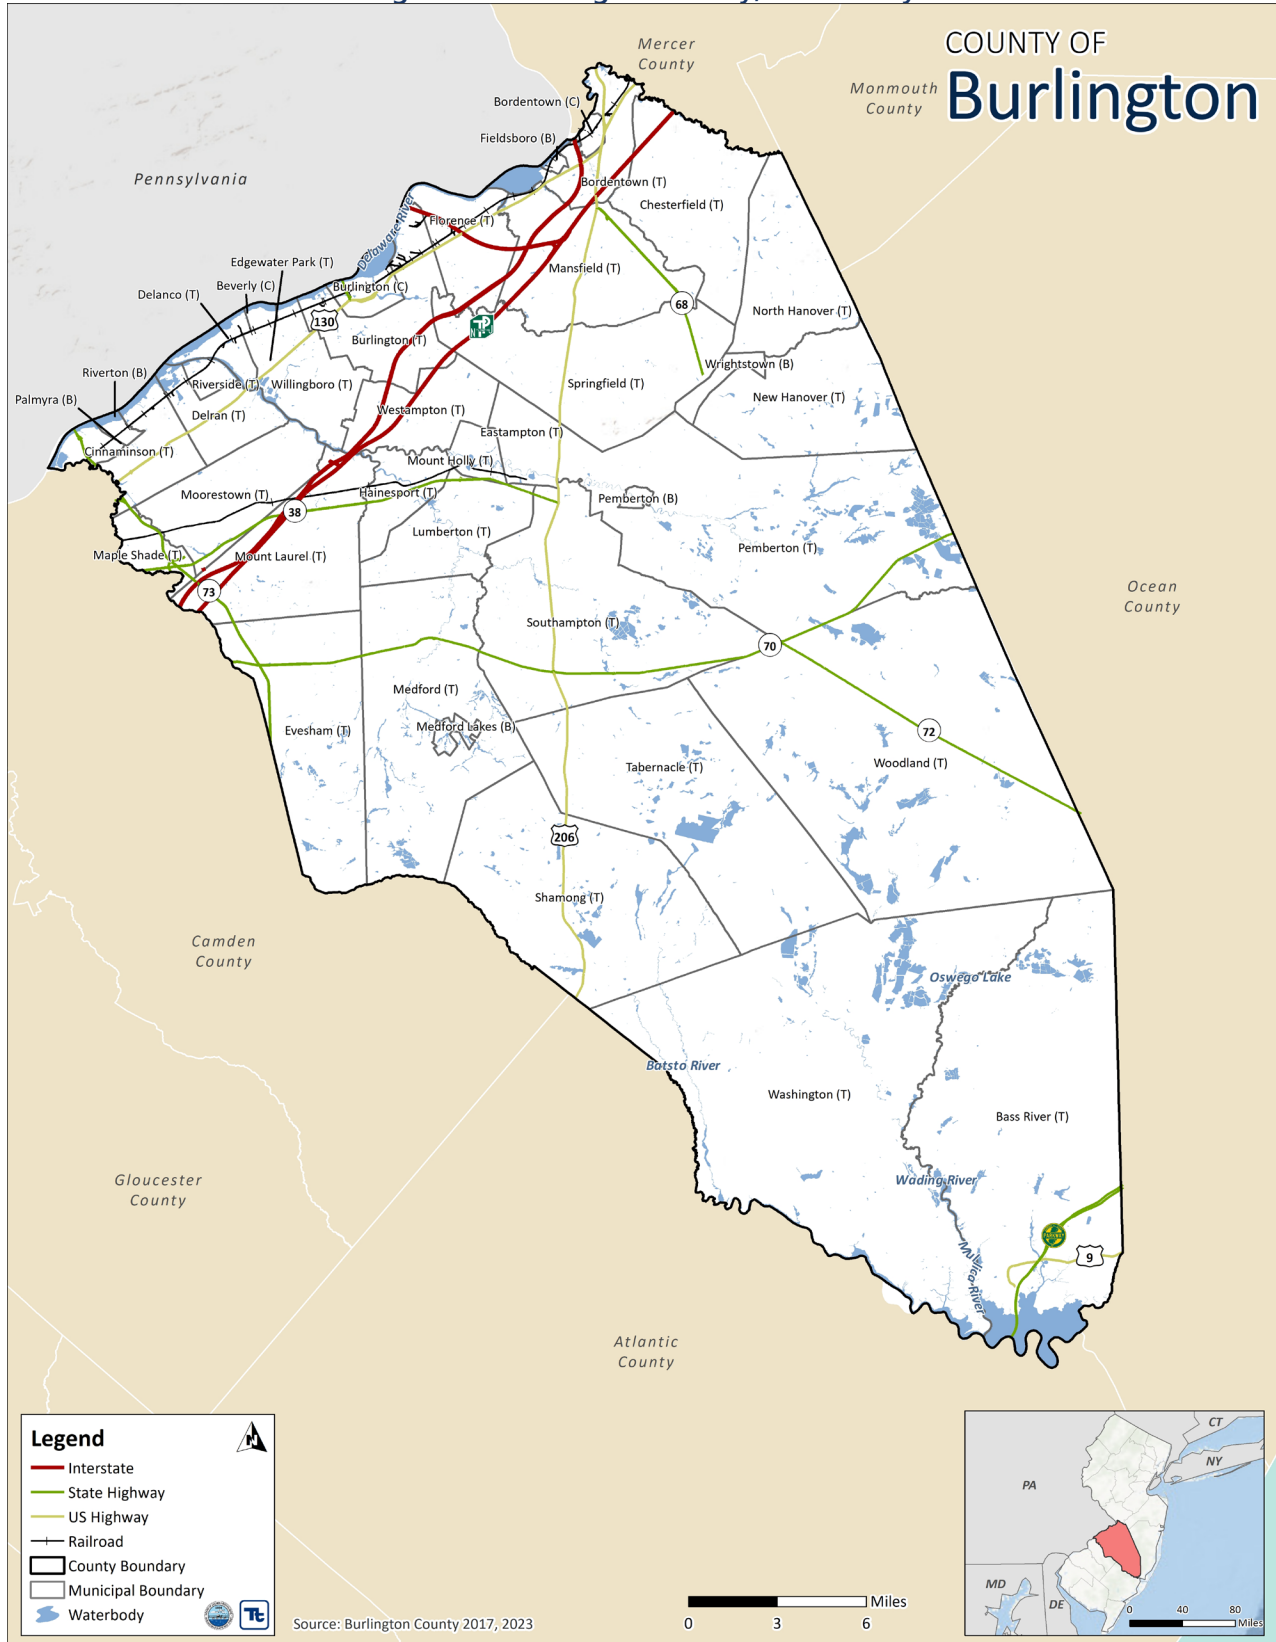 COUNTY OF
Burlington
Mercer
County
Monmouth
County
Pennsylvania
Bordentown (C)
Fieldsboro (B)
Bordentown (T)
Chesterfield (T)
Delaware River
Florence (T)
Mansfield (T)
Edgewater Park (T)
Beverly (C)
Burlington (C)
Delanco (T)
68
North Hanover (T)
130
TP
N J
Burlington (T)
Wrightstown (B)
Riverton (B)
Riverside (T)
Willingboro (T)
Springfield (T)
New Hanover (T)
Palmyra (B)
Delran (T)
Westampton (T)
Eastampton (T)
Cinnaminson (T)
Mount Holly (T)
Moorestown (T)
Hainesport (T)
Pemberton (B)
38
Lumberton (T)
Pemberton (T)
Maple Shade (T)
Mount Laurel (T)
73
Ocean
County
Southampton (T)
70
Medford (T)
Medford Lakes (B)
Evesham (T)
72
Woodland (T)
Tabernacle (T)
206
Shamong (T)
Camden
County
Oswego Lake
Batsto River
Washington (T)
Bass River (T)
Gloucester
County
Wading River
PARKWAY
9
Mullica River
Atlantic
County
Legend
N
Interstate
State Highway
US Highway
Railroad
County Boundary
Municipal Boundary
Waterbody
Tt
Source: Burlington County 2017, 2023
Miles
0 3 6
CT
NY
PA
MD
DE
0 40 80
Miles